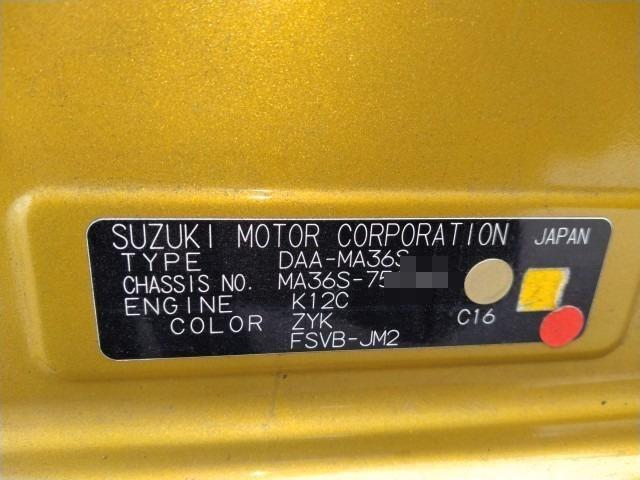 SUZUKI MOTOR CORPORATION JAPAN
TYPE DAA-MA36S
CHASSIS NO. MA36S-75
ENGINE K12C
COLOR ZYK C16
FSVB-JM2